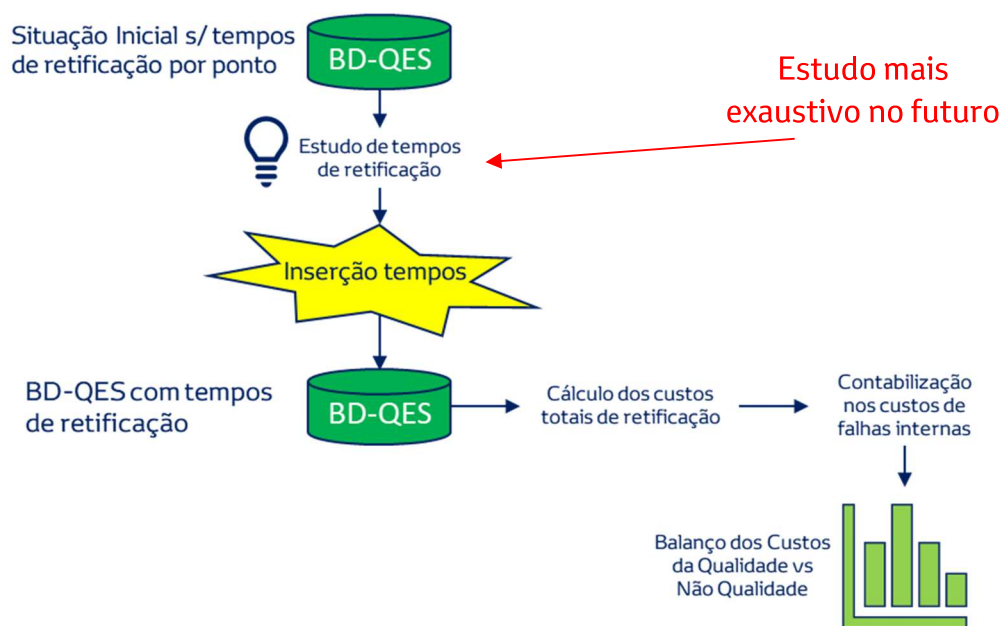 Situação Inicial s/ tempos
de retificação por ponto
BD-QES
Estudo mais
exaustivo no futuro
Estudo de tempos
de retificação
Inserção tempos
BD-QES com tempos
de retificação
BD-QES
Cálculo dos custos
totais de retificação
Contabilização
nos custos de
falhas internas
Balanço dos Custos
da Qualidade vs
Não Qualidade